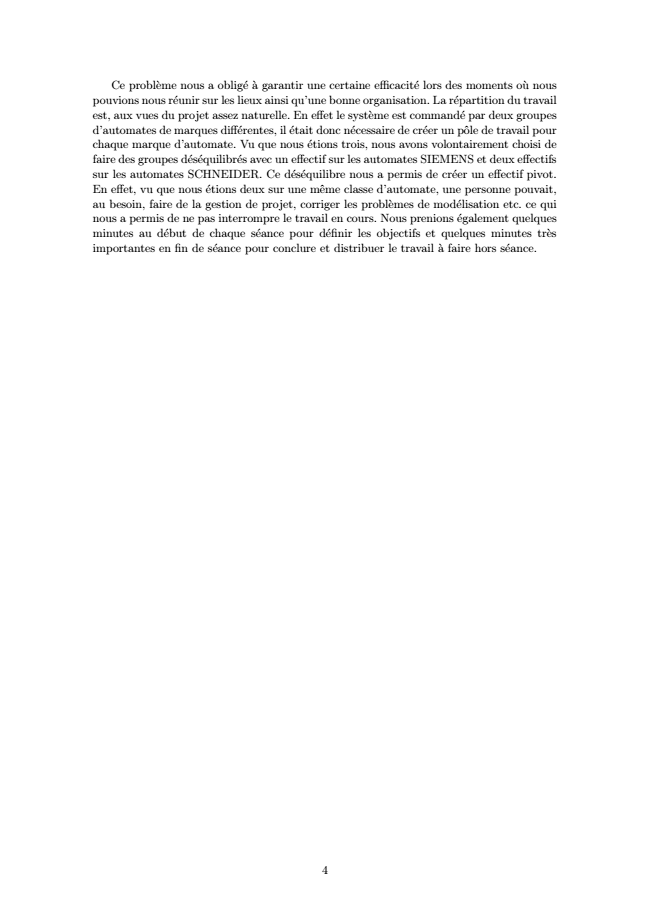 Ce problème nous a obligé à garantir une certaine efficacité lors des moments où nous
pouvions nous réunir sur les lieux ainsi qu'une bonne organisation. La répartition du travail
est, aux vues du projet assez naturelle. En effet le système est commandé par deux groupes
d'automates de marques différentes, il était donc nécessaire de créer un pôle de travail pour
chaque marque d'automate. Vu que nous étions trois, nous avons volontairement choisi de
faire des groupes déséquilibrés avec un effectif sur les automates SIEMENS et deux effectifs
sur les automates SCHNEIDER. Ce déséquilibre nous a permis de créer un effectif pivot.
En effet, vu que nous étions deux sur une même classe d'automate, une personne pouvait,
au besoin, faire de la gestion de projet, corriger les problèmes de modélisation etc. ce qui
nous a permis de ne pas interrompre le travail en cours. Nous prenions également quelques
minutes au début de chaque séance pour définir les objectifs et quelques minutes très
importantes en fin de séance pour conclure et distribuer le travail à faire hors séance.
4